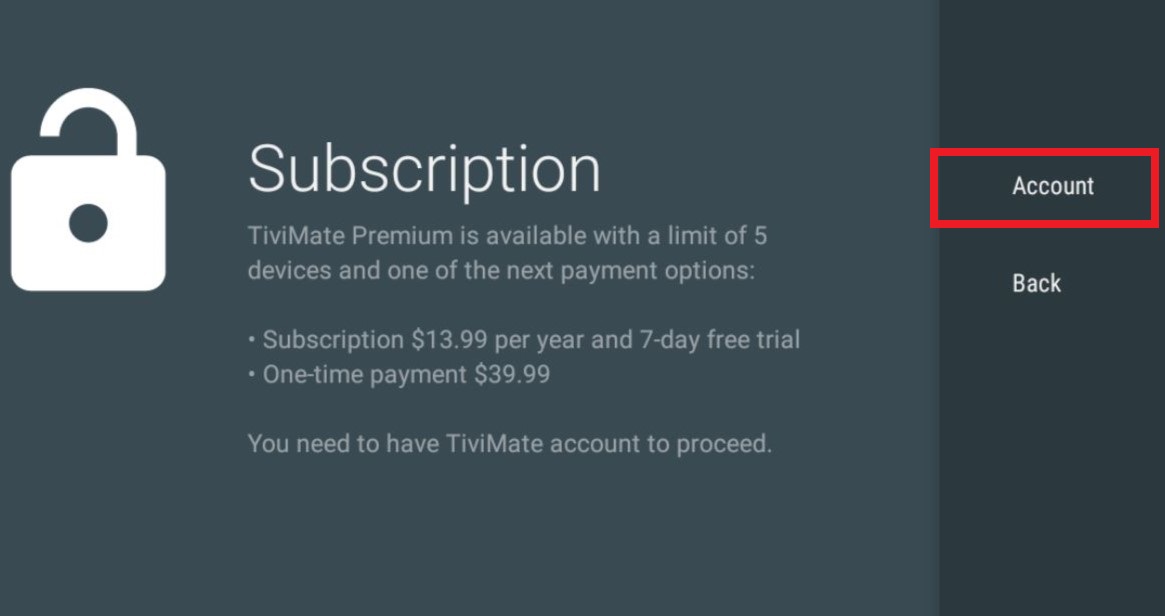 Subscription
TiviMate Premium is available with a limit of 5
devices and one of the next payment options:
• Subscription $13.99 per year and 7-day free trial
• One-time payment $39.99
You need to have TiviMate account to proceed.
Account
Back